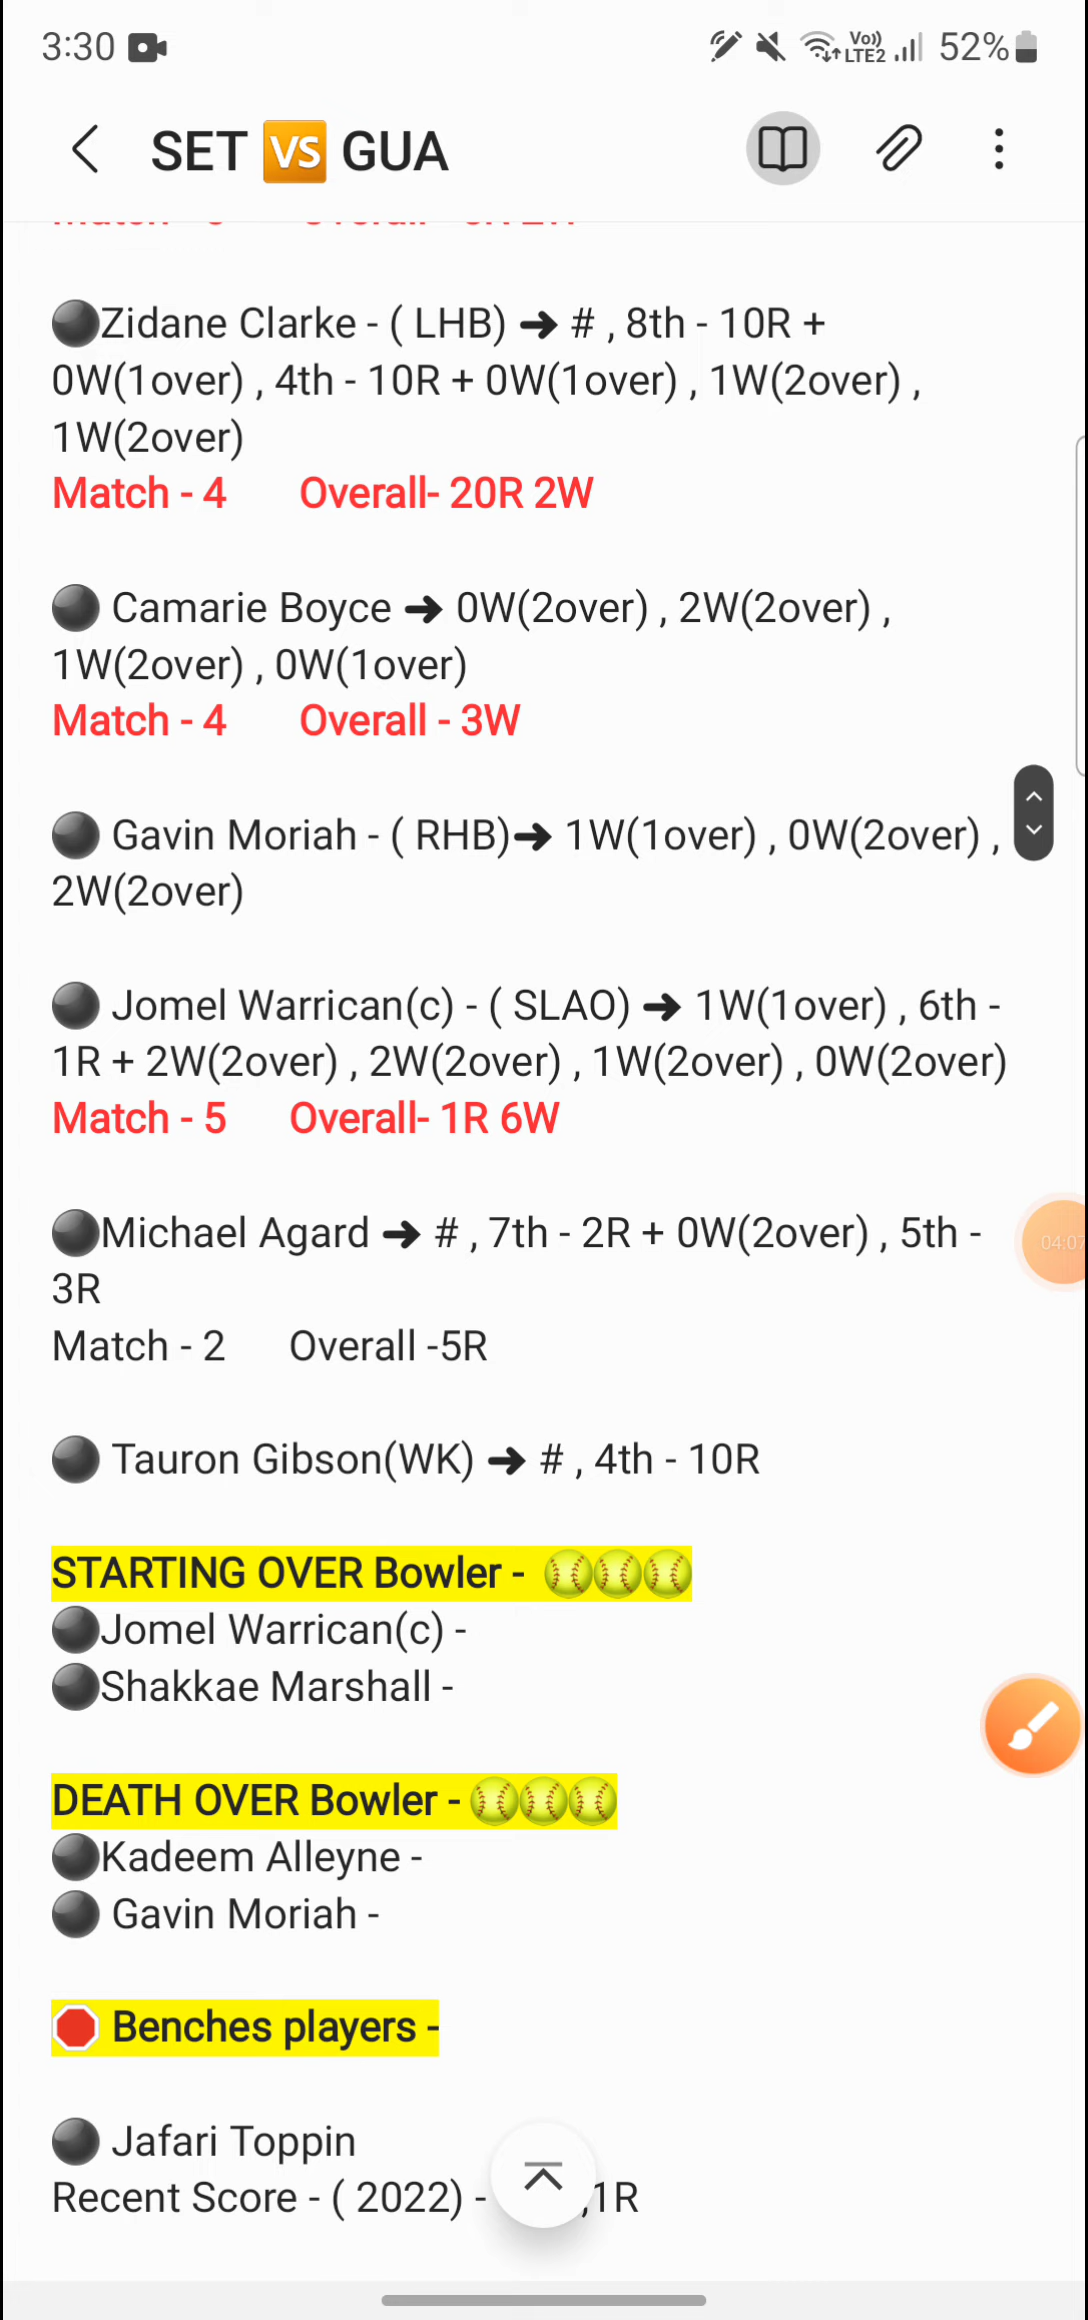 3:30 Vo)) LTE2 52%
SET VS GUA
Zidane Clarke - ( LHB) ➔ # , 8th - 10R +
0W(1over) , 4th - 10R + 0W(1over) , 1W(2over) ,
1W(2over)
Match - 4 Overall- 20R 2W
Camarie Boyce ➔ 0W(2over) , 2W(2over) ,
1W(2over) , 0W(1over)
Match - 4 Overall - 3W
Gavin Moriah - ( RHB)➔ 1W(1over) , 0W(2over) ,
2W(2over)
Jomel Warrican(c) - ( SLAO) ➔ 1W(1over) , 6th -
1R + 2W(2over) , 2W(2over) , 1W(2over) , 0W(2over)
Match - 5 Overall- 1R 6W
Michael Agard ➔ # , 7th - 2R + 0W(2over) , 5th -
3R
04:07
Match - 2 Overall -5R
Tauron Gibson(WK) ➔ # , 4th - 10R
STARTING OVER Bowler -
Jomel Warrican(c) -
Shakkae Marshall -
DEATH OVER Bowler -
Kadeem Alleyne -
Gavin Moriah -
Benches players -
Jafari Toppin
Recent Score - ( 2022) - ,1R